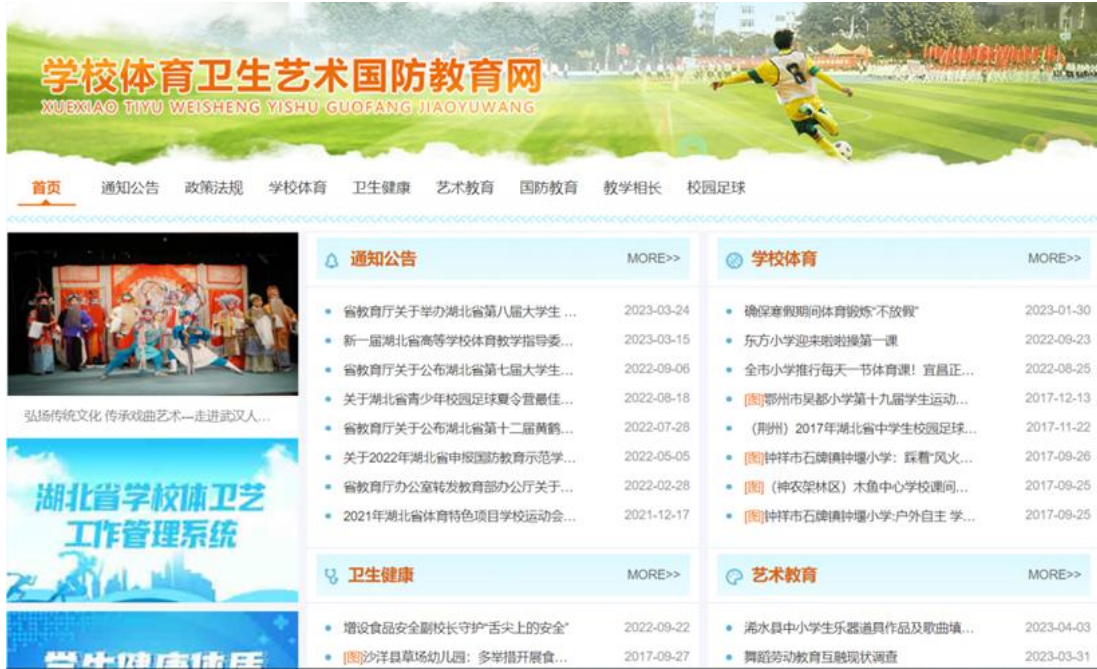 学校体育卫生艺术国防教育网
XUEXIAO TIYU WEISHENG YISHU GUOFANG JIAOYUWANG
8
首页 通知公告 政策法规 学校体育 卫生健康 艺术教育 国防教育 教学相长 校园足球
弘扬传统文化 传承戏曲艺术---走进武汉人...
湖北省学校体卫艺
工作管理系统
学生健康体质
通知公告 MORE>>
省教育厅关于举办湖北省第八届大学生 ... 2023-03-24
新一届湖北省高等学校体育教学指导委... 2023-03-15
省教育厅关于公布湖北省第七届大学生... 2022-09-06
关于湖北省青少年校园足球夏令营最佳... 2022-08-18
省教育厅关于公布湖北省第十二届黄鹤... 2022-07-28
关于2022年湖北省申报国防教育示范学... 2022-05-05
省教育厅办公室转发教育部办公厅关于... 2022-02-28
2021年湖北省体育特色项目学校运动会... 2021-12-17
学校体育 MORE>>
确保寒假期间体育锻炼“不放假” 2023-01-30
东方小学迎来啦啦操第一课 2022-09-23
全市小学推行每天一节体育课！宜昌正... 2022-08-25
[图]鄂州市吴都小学第十九届学生运动... 2017-12-13
（荆州）2017年湖北省中学生校园足球... 2017-11-22
[图]钟祥市石牌镇钟堰小学：踩着“风火... 2017-09-26
[图]（神农架林区）木鱼中心学校课间... 2017-09-25
[图]钟祥市石牌镇钟堰小学:户外自主 学... 2017-09-25
卫生健康 MORE>>
增设食品安全副校长守护“舌尖上的安全” 2022-09-22
[图]沙洋县草场幼儿园：多举措开展食... 2017-09-27
艺术教育 MORE>>
浠水县中小学生乐器道具作品及歌曲填... 2023-04-03
舞蹈劳动教育互融现状调查 2023-03-31